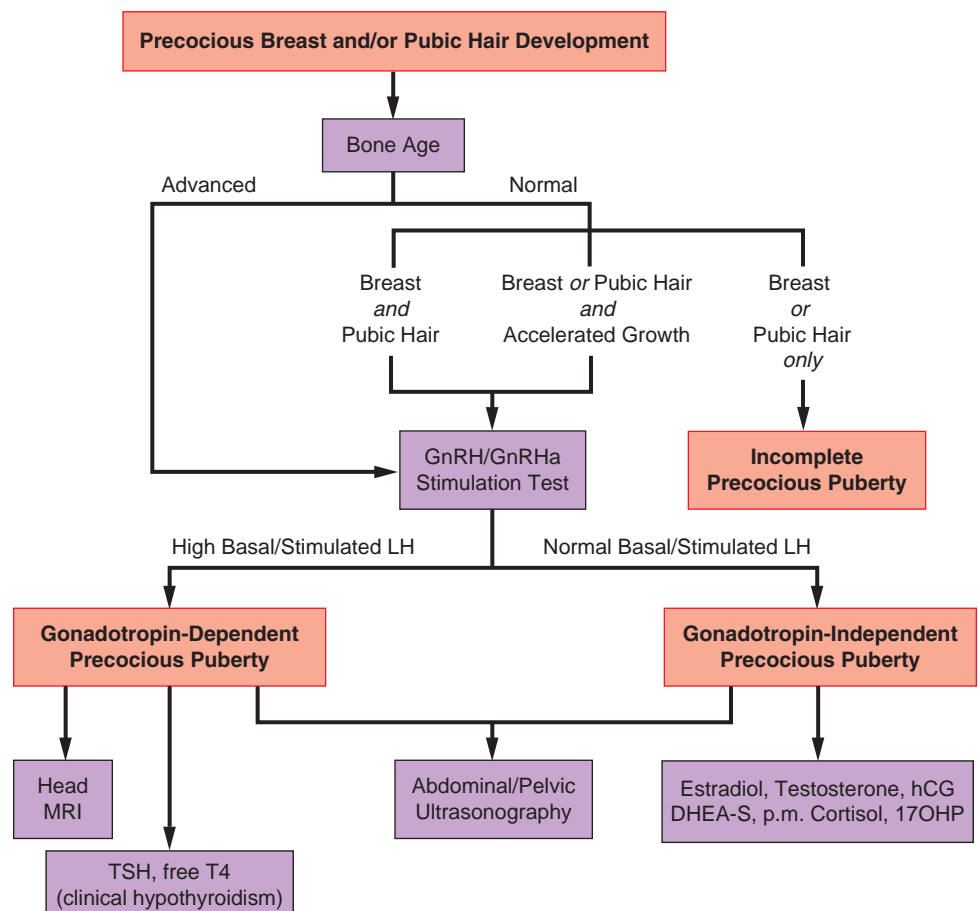 Precocious Breast and/or Pubic Hair Development
Bone Age
Advanced
Normal
Breast
and
Pubic Hair
Breast or Pubic Hair
and
Accelerated Growth
Breast
or
Pubic Hair
only
GnRH/GnRHa
Stimulation Test
Incomplete
Precocious Puberty
High Basal/Stimulated LH
Normal Basal/Stimulated LH
Gonadotropin-Dependent
Precocious Puberty
Gonadotropin-Independent
Precocious Puberty
Head
MRI
Abdominal/Pelvic
Ultrasonography
Estradiol, Testosterone, hCG
DHEA-S, p.m. Cortisol, 17OHP
TSH, free T4
(clinical hypothyroidism)